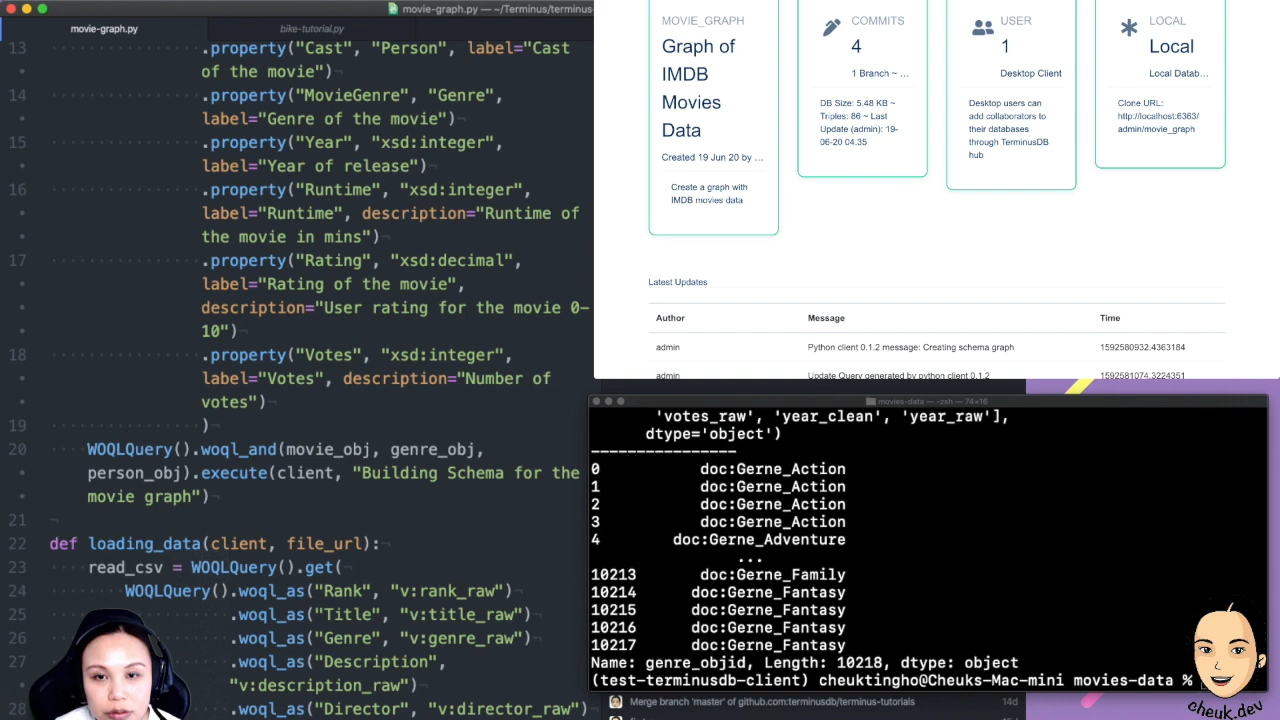 movie-graph.py — ~/Terminus/terminus-
movie-graph.py
bike-tutorial.py
13 .property("Cast", "Person", label="Cast
of the movie")
14 .property("Moviegenre", "Genre",
label="Genre of the movie")
15 .property("Year", "xsd:integer",
label="Year release")
16 .property("Runtime", "xsd:integer",
label="Runtime", description="Runtime of
the movie in mins")
17 .property("Rating", "xsd:decimal",
label="Rating of the movie",
description="User rating for the movie 0-
10")
18 .property("Votes", "xsd:integer",
label="Votes", description="Number of
votes")
19 )
20 WOQLQuery().woql_and(movie_obj, genre_obj,
person_obj).execute(client, "Building Schema for the
movie graph")
21
22 def loading_data(client, file_url):
23 read_csv = WOQLQuery().get(
24 WOQLQuery().woql_as("Rank", "v:rank_raw")
25 .woql_as("Title", "v:title_raw")
26 .woql_as("Genre", "v:genre_raw")
27 .woql_as("Description",
"v:description_raw")
.woql_as("Director", "v:director_raw")
MOVIE_GRAPH
Graph of
IMDB
Movies
Data
Created 19 Jun 20 by ...
Create a graph with
IMDB movies data
COMMITS
4
1 Branch ~ ...
DB Size: 5.48 KB ~
Triples: 86 ~ Last
Update (admin): 19-
06-20 04.35
USER
1
Desktop Client
Desktop users can
add collaborators to
their databases
through TerminusDB
hub
LOCAL
Local
Local Datab...
Clone URL:
http://localhost:6363/
admin/movie_graph
Latest Updates
Author Message Time
admin Python client 0.1.2 message: Creating schema graph 1592580932.4363184
admin Update Query generated by python client 0.1.2 1592581074.3224351
movies-data — -zsh — 74×16
'votes_raw', 'year_clean', 'year_raw'],
dtype='object')
----------------
0 doc:Gerne_Action
1 doc:Gerne_Action
2 doc:Gerne_Action
3 doc:Gerne_Action
4 doc:Gerne_Adventure
...
10213 doc:Gerne_Family
10214 doc:Gerne_Fantasy
10215 doc:Gerne_Fantasy
10216 doc:Gerne_Fantasy
10217 doc:Gerne_Fantasy
Name: genre_objid, Length: 10218, dtype: object
(test-terminusdb-client) cheuktingho@Cheuks-Mac-mini movies-data %
Merge branch 'master' of github.com:terminusdb/terminus-tutorials 14d
cheuk.dev